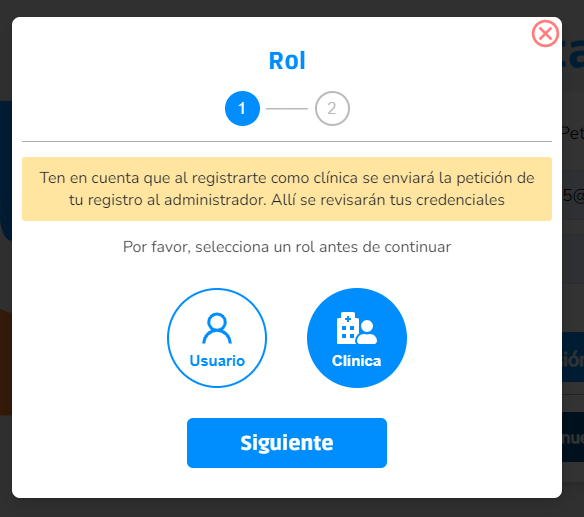 Rol
1
2
Ten en cuenta que al registrarte como clínica se enviará la petición de
tu registro al administrador. Allí se revisarán tus credenciales
Por favor, selecciona un rol antes de continuar
Usuario
Clínica
Siguiente